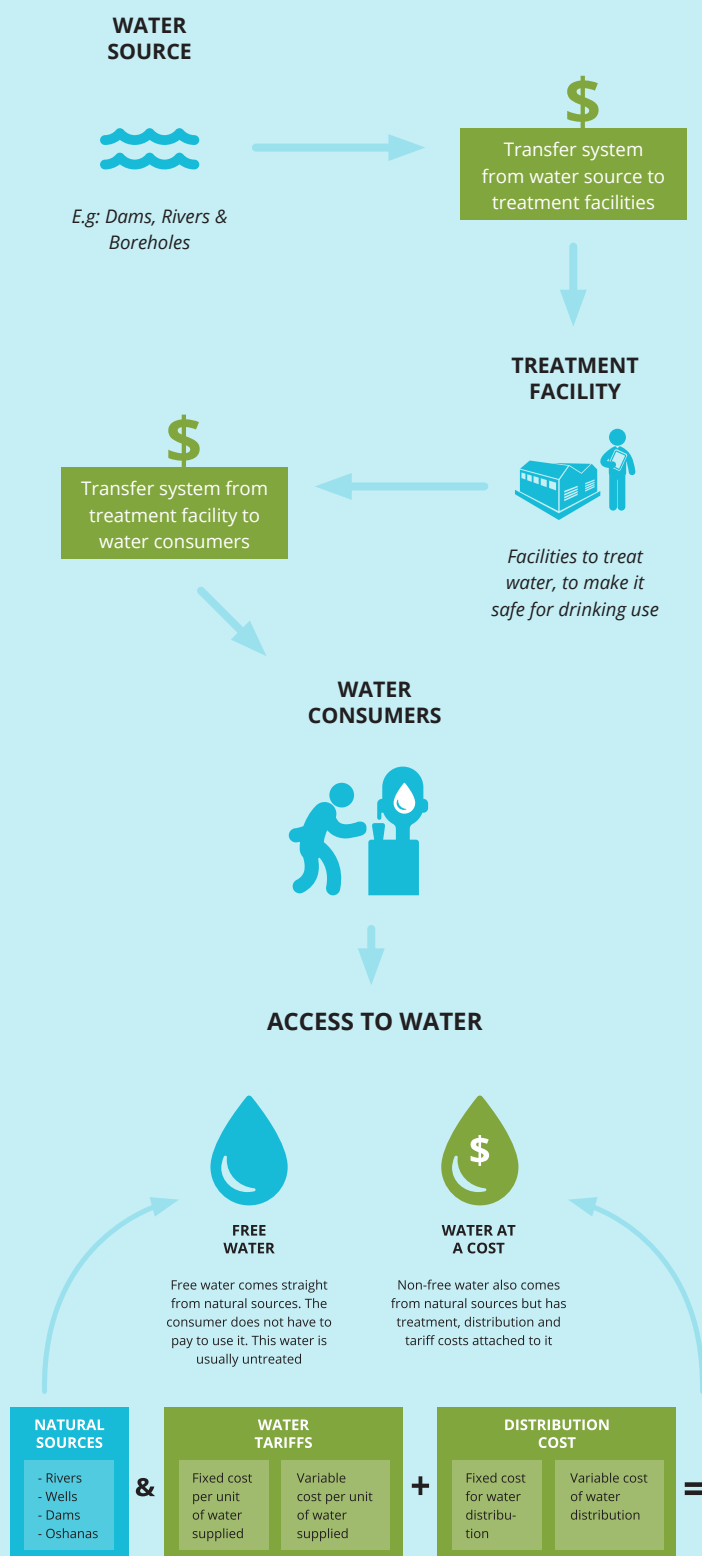 WATER
SOURCE
E.g: Dams, Rivers &
Boreholes
$
Transfer system
from water source to
treatment facilities
TREATMENT
FACILITY
Facilities to treat
water, to make it
safe for drinking use
$
Transfer system from
treatment facility to
water consumers
WATER
CONSUMERS
ACCESS TO WATER
FREE
WATER
Free water comes straight
from natural sources. The
consumer does not have to
pay to use it. This water is
usually untreated
$
WATER AT
A COST
Non-free water also comes
from natural sources but has
treatment, distribution and
tariff costs attached to it
NATURAL
SOURCES
- Rivers
- Wells
- Dams
- Oshanas
&
WATER
TARIFFS
Fixed cost
per unit
of water
supplied
Variable
cost per unit
of water
supplied
+
DISTRIBUTION
COST
Fixed cost
for water
distribu-
tion
Variable cost
of water
distribution
=